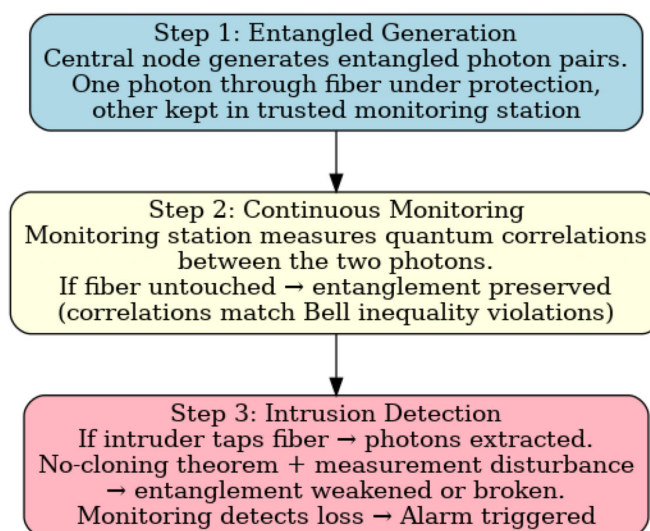 Step 1: Entangled Generation
Central node generates entangled photon pairs.
One photon through fiber under protection,
other kept in trusted monitoring station
Step 2: Continuous Monitoring
Monitoring station measures quantum correlations
between the two photons.
If fiber untouched → entanglement preserved
(correlations match Bell inequality violations)
Step 3: Intrusion Detection
If intruder taps fiber → photons extracted.
No-cloning theorem + measurement disturbance
→ entanglement weakened or broken.
Monitoring detects loss → Alarm triggered